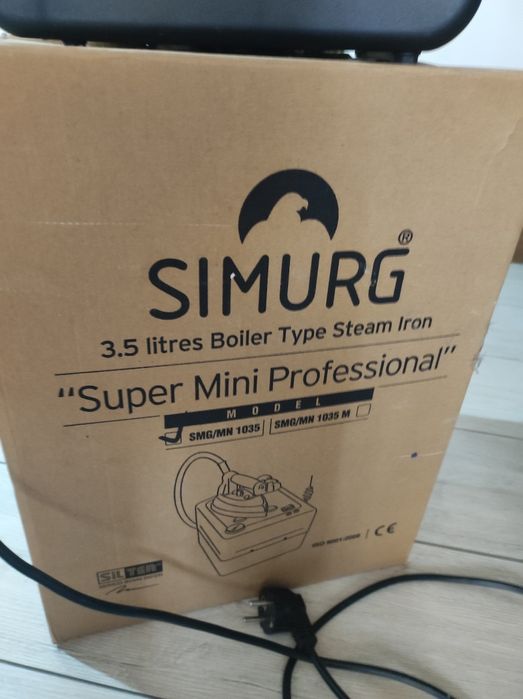 SIMURG®
3.5 litres Boiler Type Steam Iron
"Super Mini Professional"
MODEL
SMG/MN 1035 SMG/MN 1035 M
CE
SILTER